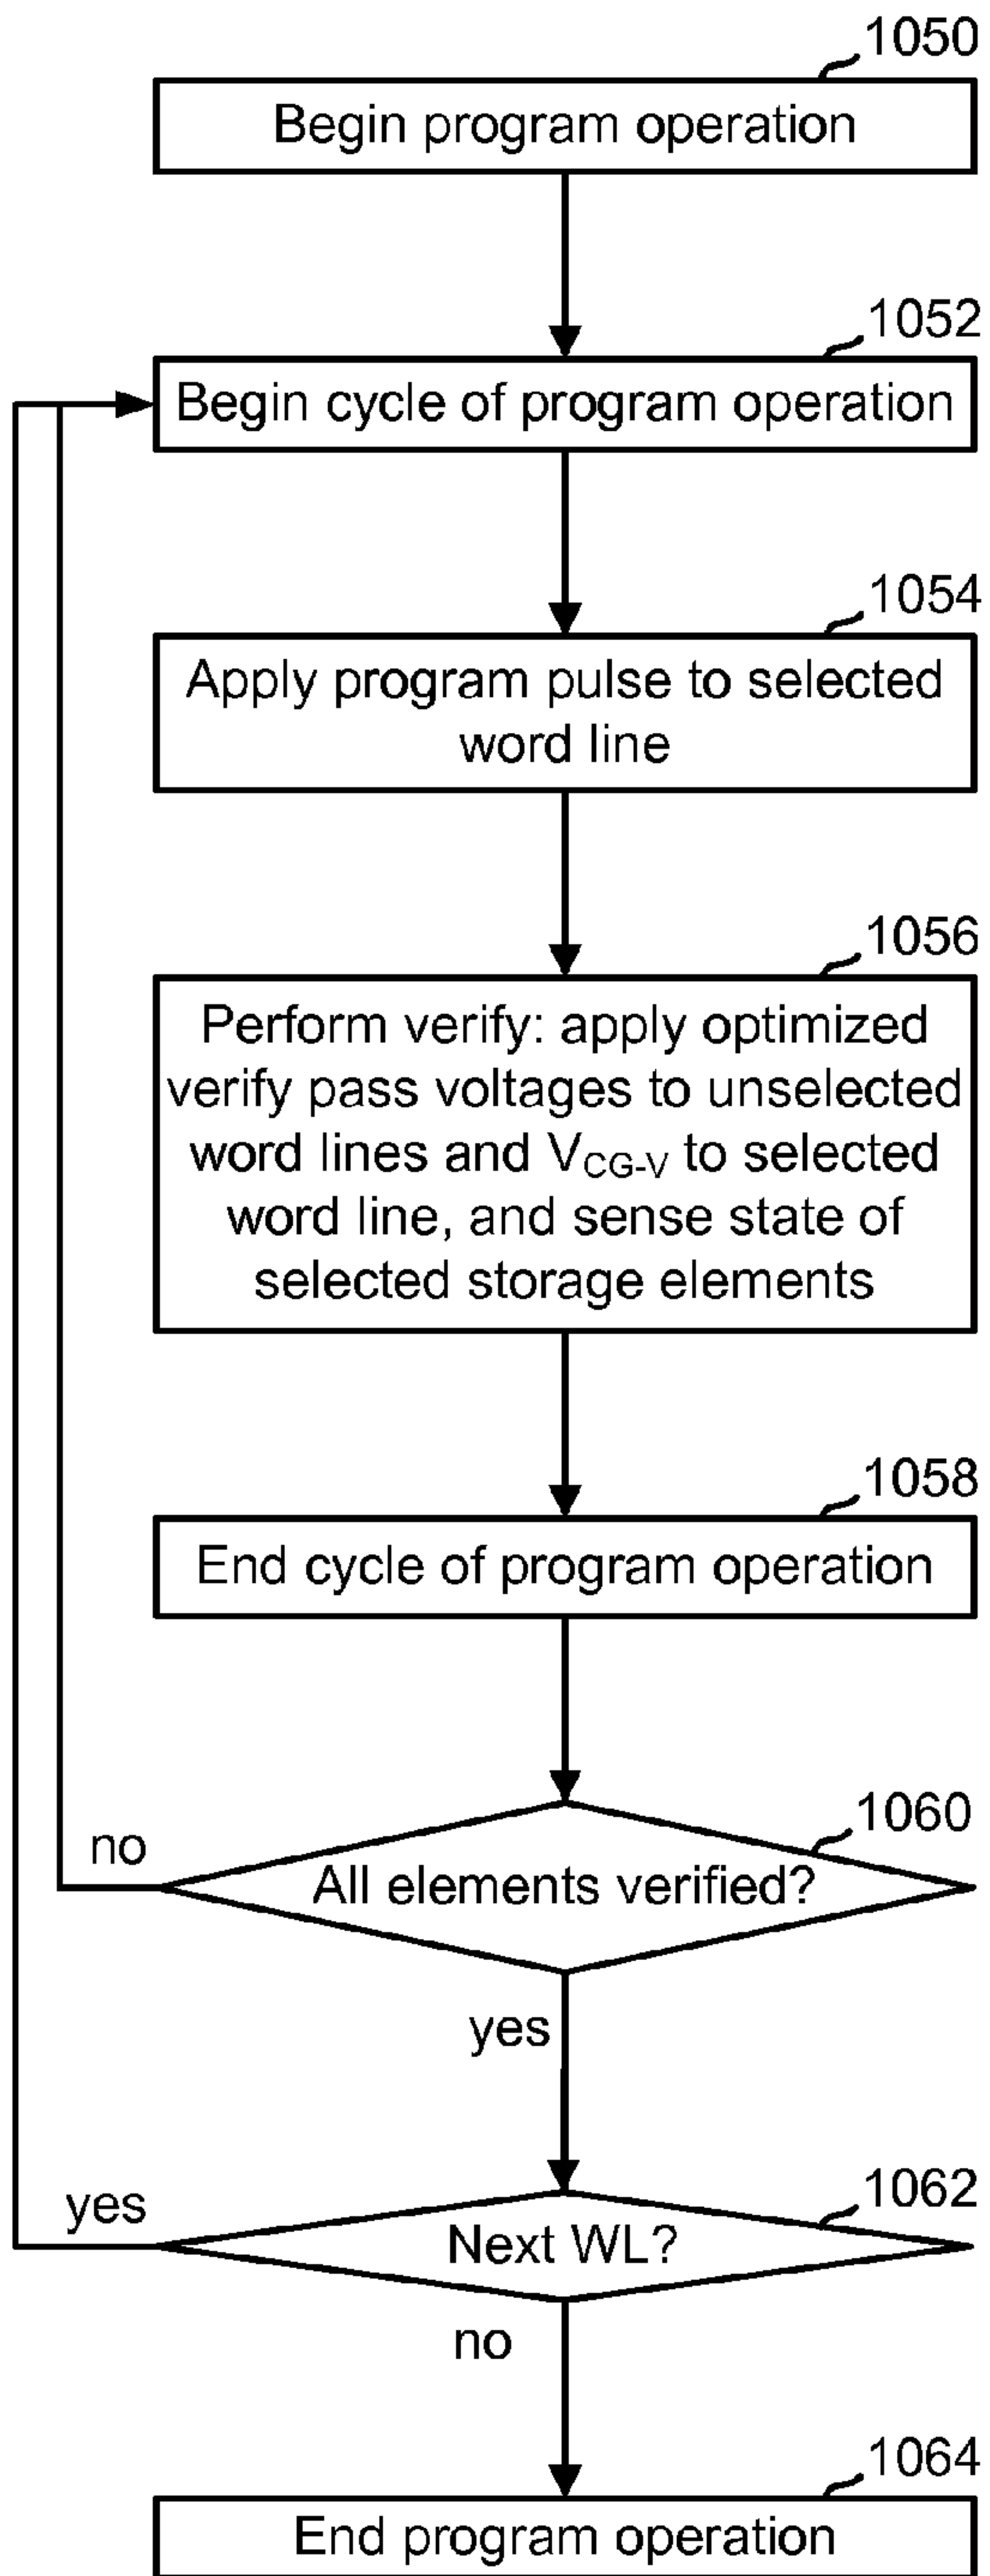 1050
Begin program operation
1052
Begin cycle of program operation
1054
Apply program pulse to selected
word line
1056
Perform verify: apply optimized
verify pass voltages to unselected
word lines and V_CG-V to selected
word line, and sense state of
selected storage elements
1058
End cycle of program operation
1060
no
All elements verified?
yes
1062
yes
Next WL?
no
1064
End program operation